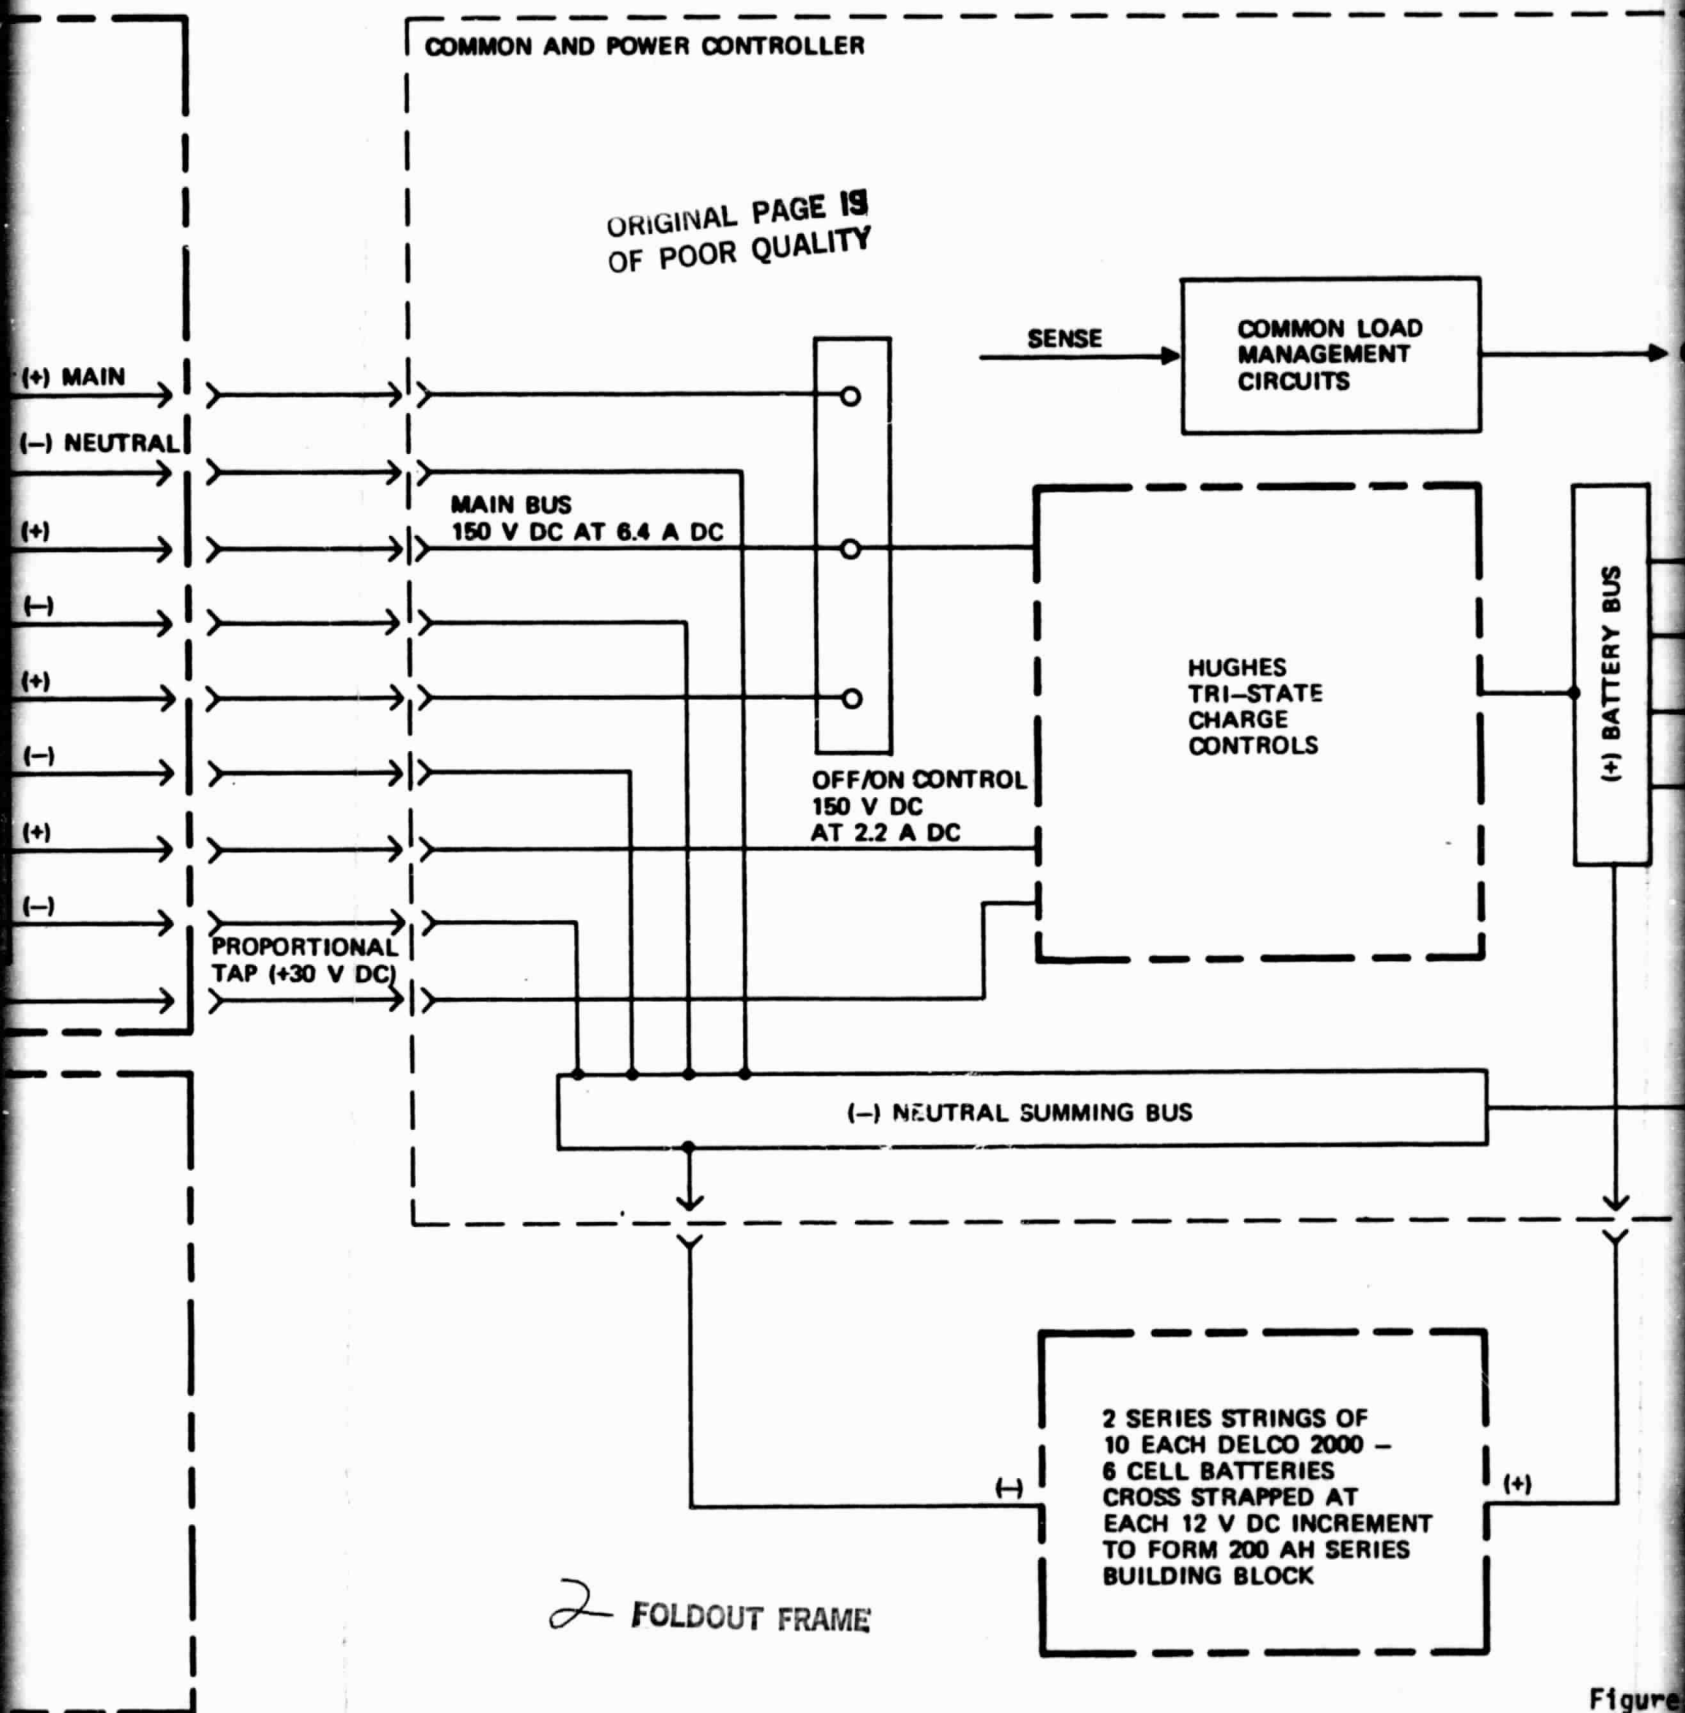 COMMON AND POWER CONTROLLER
ORIGINAL PAGE IS
OF POOR QUALITY
SENSE
COMMON LOAD
MANAGEMENT
CIRCUITS
(+) MAIN
(−) NEUTRAL
MAIN BUS
150 V DC AT 6.4 A DC
(+)
(−)
(+)
(−)
(+)
(−)
HUGHES
TRI–STATE
CHARGE
CONTROLS
(+) BATTERY BUS
OFF/ON CONTROL
150 V DC
AT 2.2 A DC
PROPORTIONAL
TAP (+30 V DC)
(−) NEUTRAL SUMMING BUS
2 SERIES STRINGS OF
10 EACH DELCO 2000 –
6 CELL BATTERIES
CROSS STRAPPED AT
EACH 12 V DC INCREMENT
TO FORM 200 AH SERIES
BUILDING BLOCK
(−)
(+)
2 FOLDOUT FRAME
Figure